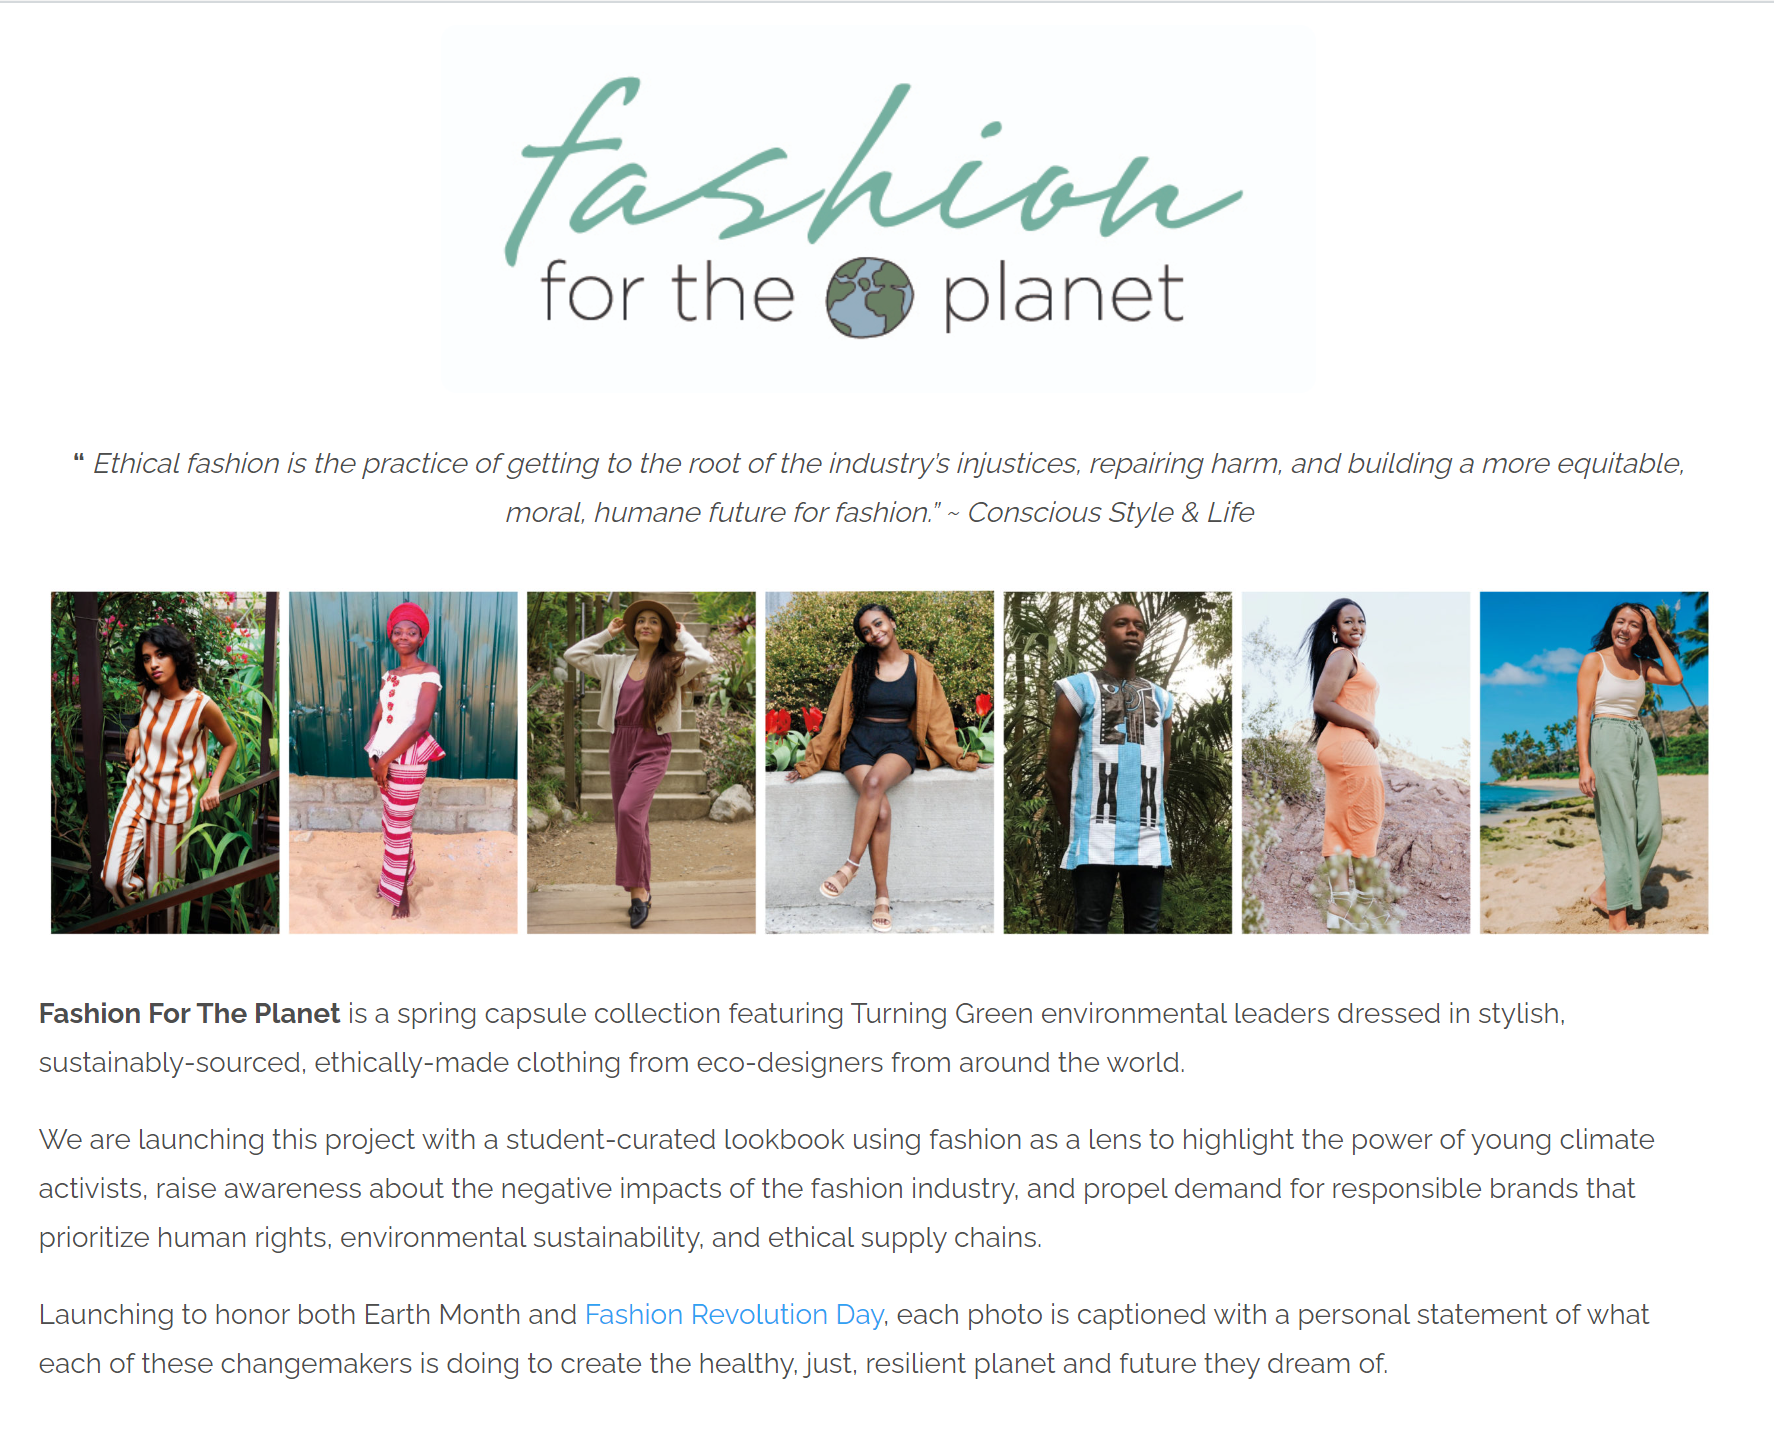 fashion
for the planet
“ Ethical fashion is the practice of getting to the root of the industry’s injustices, repairing harm, and building a more equitable,
moral, humane future for fashion.” ~ Conscious Style & Life
Fashion For The Planet is a spring capsule collection featuring Turning Green environmental leaders dressed in stylish,
sustainably-sourced, ethically-made clothing from eco-designers from around the world.
We are launching this project with a student-curated lookbook using fashion as a lens to highlight the power of young climate
activists, raise awareness about the negative impacts of the fashion industry, and propel demand for responsible brands that
prioritize human rights, environmental sustainability, and ethical supply chains.
Launching to honor both Earth Month and Fashion Revolution Day, each photo is captioned with a personal statement of what
each of these changemakers is doing to create the healthy, just, resilient planet and future they dream of.